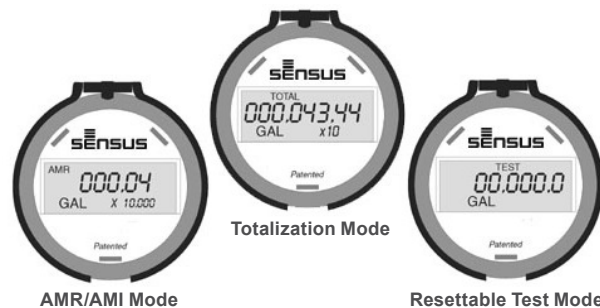 SENSUS
AMR
000.04
GAL X 10.000
Patented
AMR/AMI Mode
SENSUS
TOTAL
000.043.44
GAL x10
Patented
Totalization Mode
SENSUS
TEST
00.000.0
GAL
Patented
Resettable Test Mode